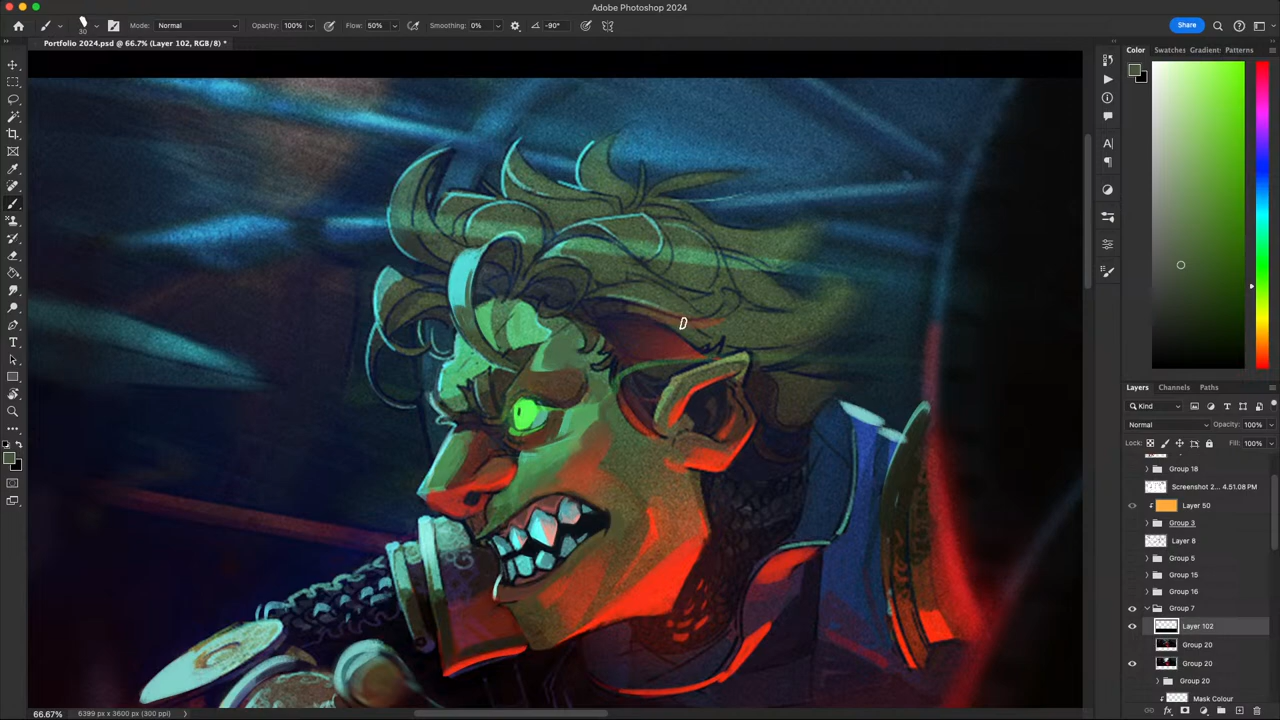 Adobe Photoshop 2024
30
Mode: Normal
Opacity: 100%
Flow: 50%
Smoothing: 0%
-90°
Share
Portfolio 2024.psd @ 66.7% (Layer 102, RGB/8) *
Color
Swatches
Gradient:
Patterns
Layers
Channels
Paths
Kind
Normal
Opacity: 100%
Lock:
Fill: 100%
Group 18
Screenshot 2... 4.51.08 PM
Layer 50
Group 3
Layer 8
Group 5
Group 15
Group 16
Group 7
Layer 102
Group 20
Group 20
Group 20
Mask Colour
66.67%
6399 px x 3600 px (300 ppi)